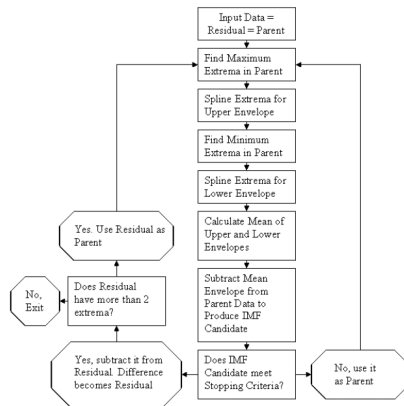 Input Data =
Residual = Parent
Find Maximum
Extrema in Parent
Spline Extrema for
Upper Envelope
Find Minimum
Extrema in Parent
Spline Extrema for
Lower Envelope
Calculate Mean of
Upper and Lower
Envelopes
Subtract Mean
Envelope from
Parent Data to
Produce IMF
Candidate
Does IMF
Candidate meet
Stopping Criteria?
No, use it
as Parent
Yes, subtract it from
Residual. Difference
becomes Residual
Does Residual
have more than 2
extrema?
No,
Exit
Yes. Use Residual as
Parent